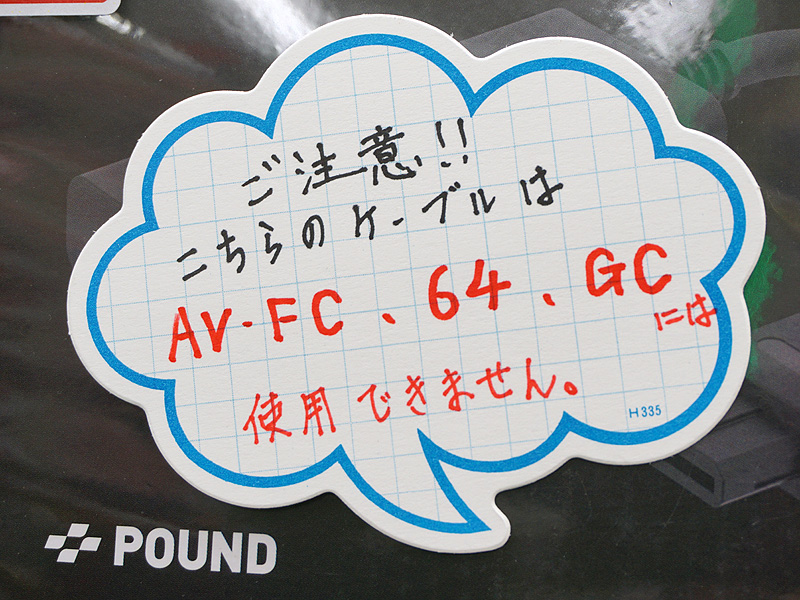 ご注意!!
こちらのケーブルは
AV-FC、64、GC
には
使用できません。
H335
POUND